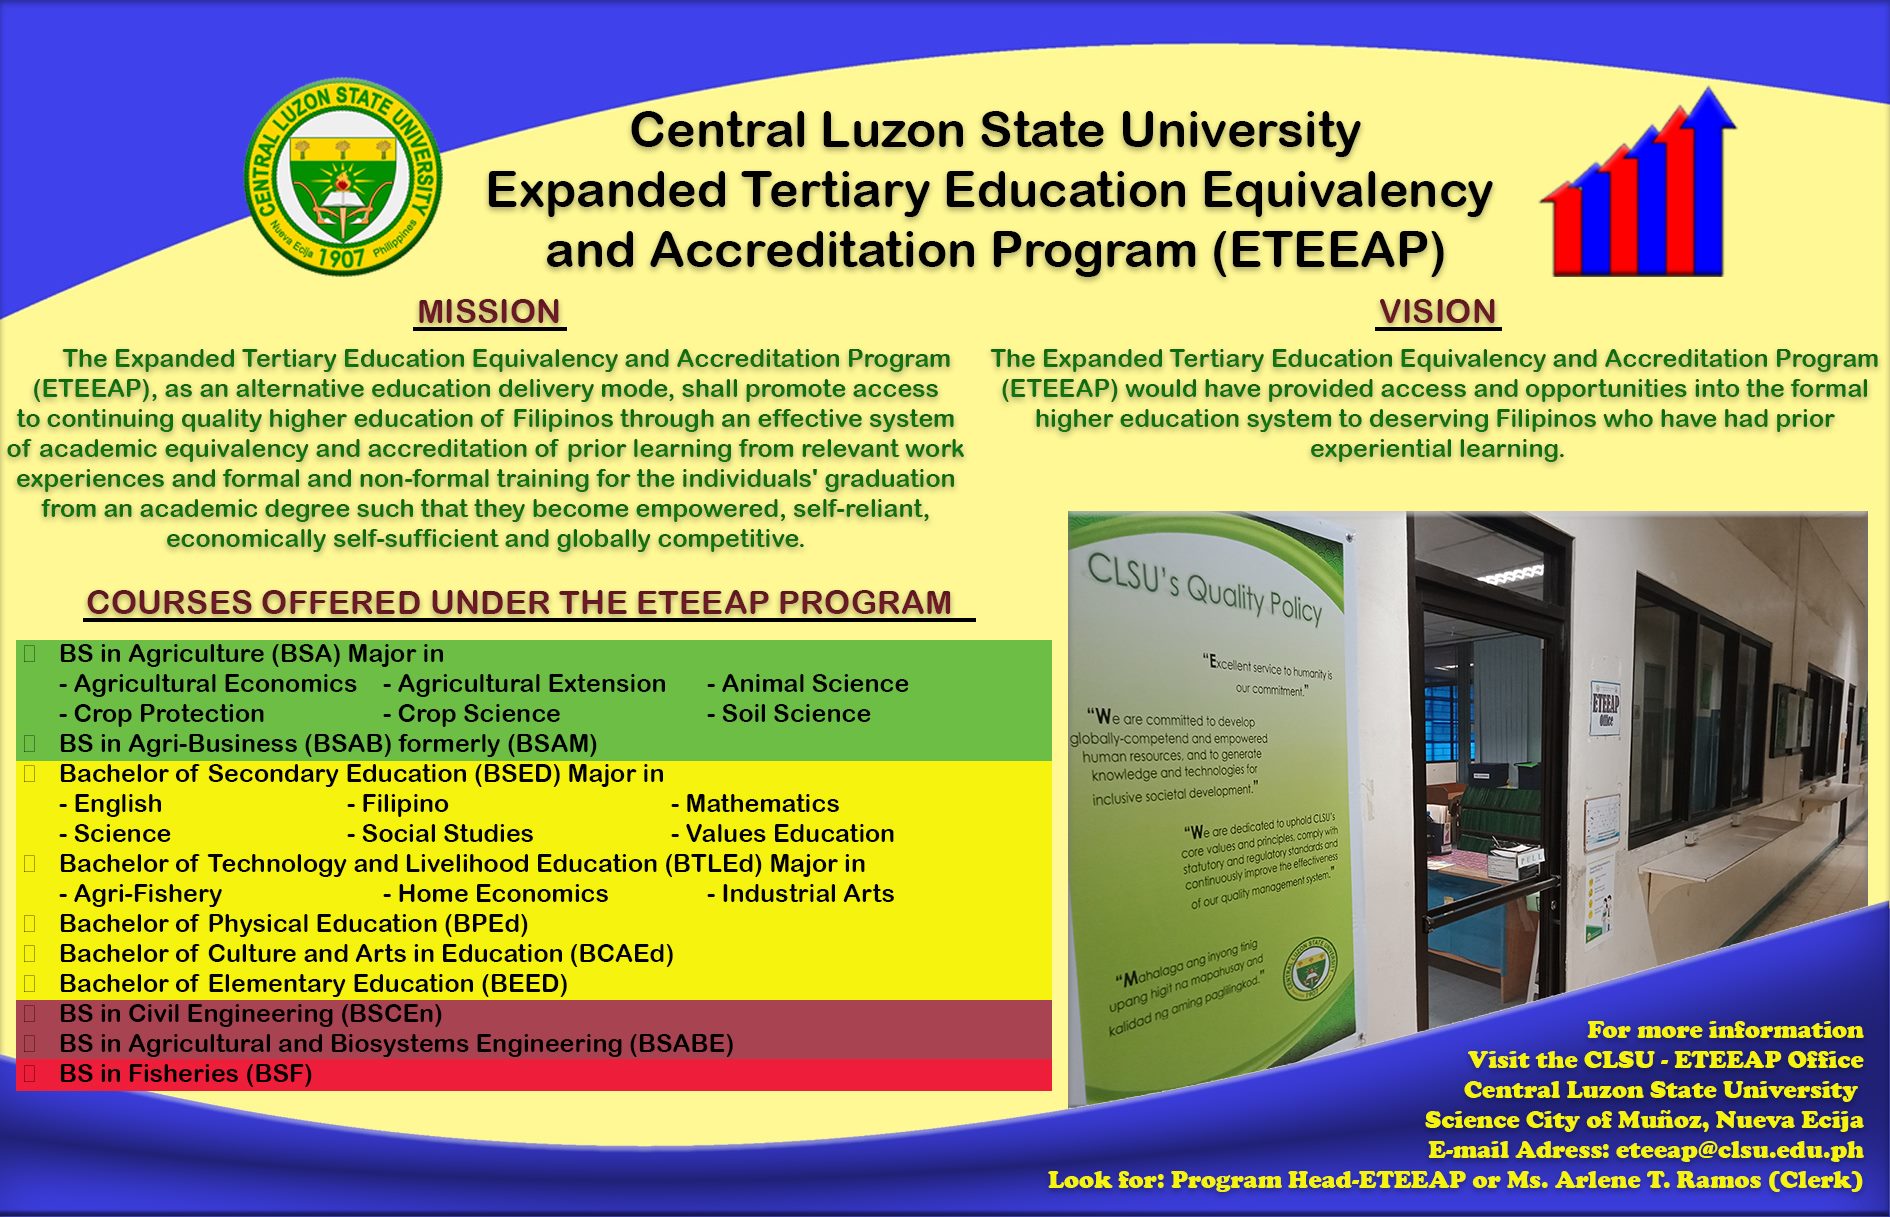 CENTRAL LUZON STATE UNIVERSITY
Nueva Ecija Philippines
1907
Central Luzon State University
Expanded Tertiary Education Equivalency
and Accreditation Program (ETEEAP)
MISSION
The Expanded Tertiary Education Equivalency and Accreditation Program
(ETEEAP), as an alternative education delivery mode, shall promote access
to continuing quality higher education of Filipinos through an effective system
of academic equivalency and accreditation of prior learning from relevant work
experiences and formal and non-formal training for the individuals' graduation
from an academic degree such that they become empowered, self-reliant,
economically self-sufficient and globally competitive.
VISION
The Expanded Tertiary Education Equivalency and Accreditation Program
(ETEEAP) would have provided access and opportunities into the formal
higher education system to deserving Filipinos who have had prior
experiential learning.
COURSES OFFERED UNDER THE ETEEAP PROGRAM
BS in Agriculture (BSA) Major in
- Agricultural Economics - Agricultural Extension - Animal Science
- Crop Protection - Crop Science - Soil Science
BS in Agri-Business (BSAB) formerly (BSAM)
Bachelor of Secondary Education (BSED) Major in
- English - Filipino - Mathematics
- Science - Social Studies - Values Education
Bachelor of Technology and Livelihood Education (BTLEd) Major in
- Agri-Fishery - Home Economics - Industrial Arts
Bachelor of Physical Education (BPEd)
Bachelor of Culture and Arts in Education (BCAEd)
Bachelor of Elementary Education (BEED)
BS in Civil Engineering (BSCEn)
BS in Agricultural and Biosystems Engineering (BSABE)
BS in Fisheries (BSF)
CLSU's Quality Policy
"Excellent service to humanity is
our commitment."
"We are committed to develop
globally-competend and empowered
human resources, and to generate
knowledge and technologies for
inclusive societal development."
"We are dedicated to uphold CLSU's
core values and principles, comply with
statutory and regulatory standards and
continuously improve the effectiveness
of our quality management system."
"Mahalaga ang inyong tinig
upang higit na mapahusay and
kalidad ng aming paglilingkod."
CENTRAL LUZON STATE UNIVERSITY
1907
ETEEAP
Office
PULL
For more information
Visit the CLSU - ETEEAP Office
Central Luzon State University
Science City of Muñoz, Nueva Ecija
E-mail Adress: eteeap@clsu.edu.ph
Look for: Program Head-ETEEAP or Ms. Arlene T. Ramos (Clerk)